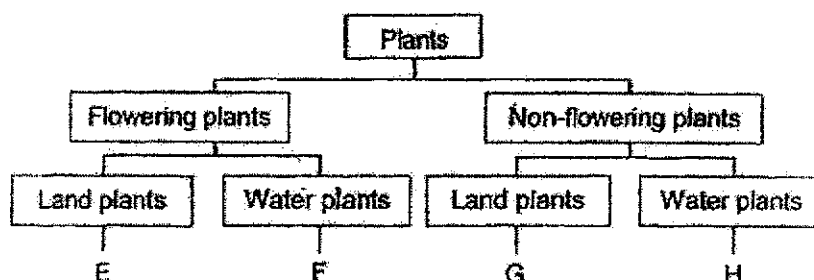 Plants
Flowering plants
Non-flowering plants
Land plants
Water plants
Land plants
Water plants
E
F
G
H